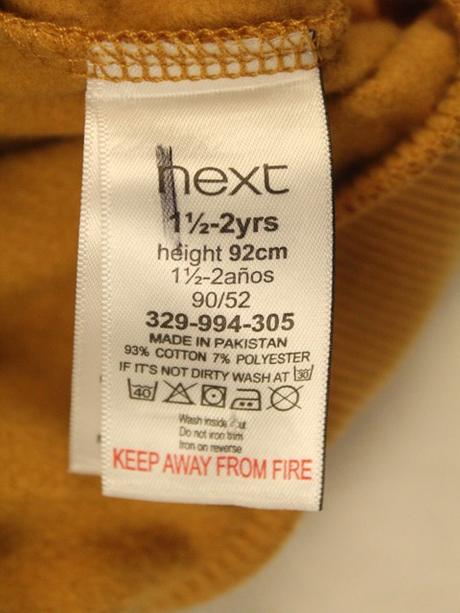 next
1½-2yrs
height 92cm
1½-2años
90/52
329-994-305
MADE IN PAKISTAN
93% COTTON 7% POLYESTER
IF IT'S NOT DIRTY WASH AT 30
40
Wash inside out
Do not iron trim
Iron on reverse
KEEP AWAY FROM FIRE